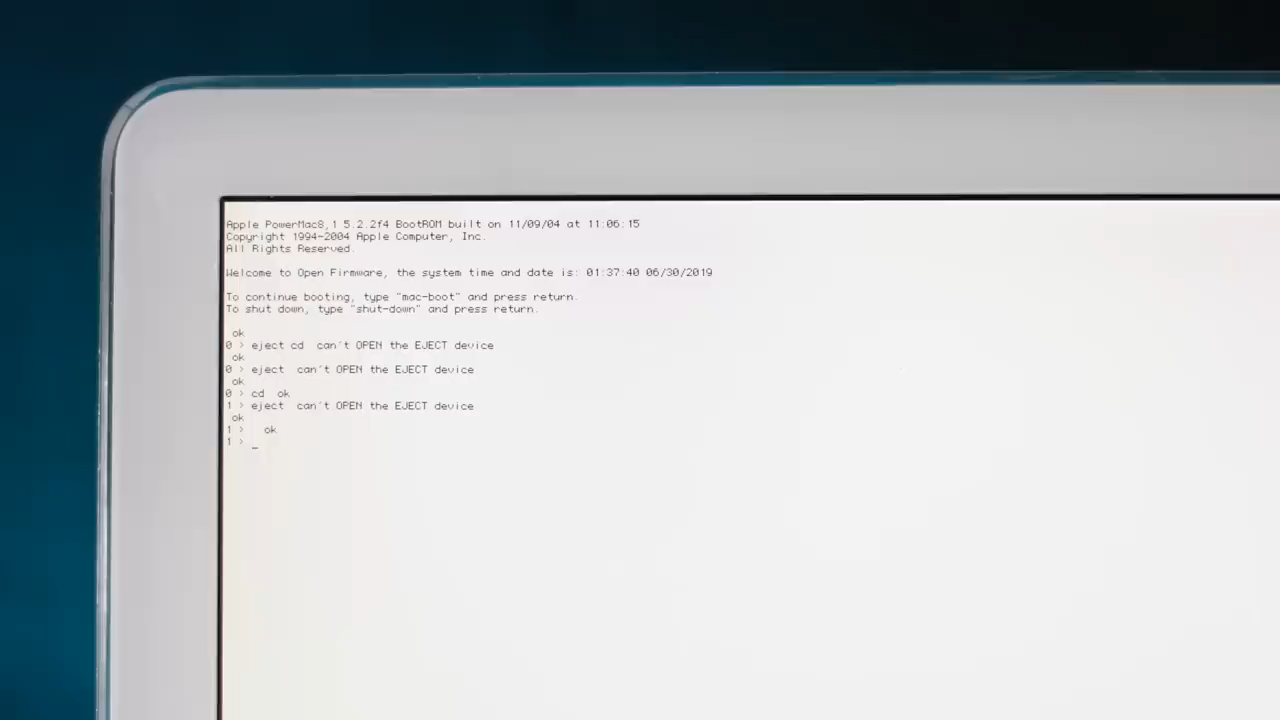 Apple PowerMac8,1 5.2.2f4 BootROM built on 11/09/04 at 11:06:15
Copyright 1994-2004 Apple Computer, Inc.
All Rights Reserved.
Welcome to Open Firmware, the system time and date is: 01:37:40 06/30/2019
To continue booting, type "mac-boot" and press return.
To shut down, type "shut-down" and press return.
ok
0 > eject cd  can't OPEN the EJECT device
ok
0 > eject  can't OPEN the EJECT device
ok
0 > cd  ok
1 > eject  can't OPEN the EJECT device
ok
1 >   ok
1 > _